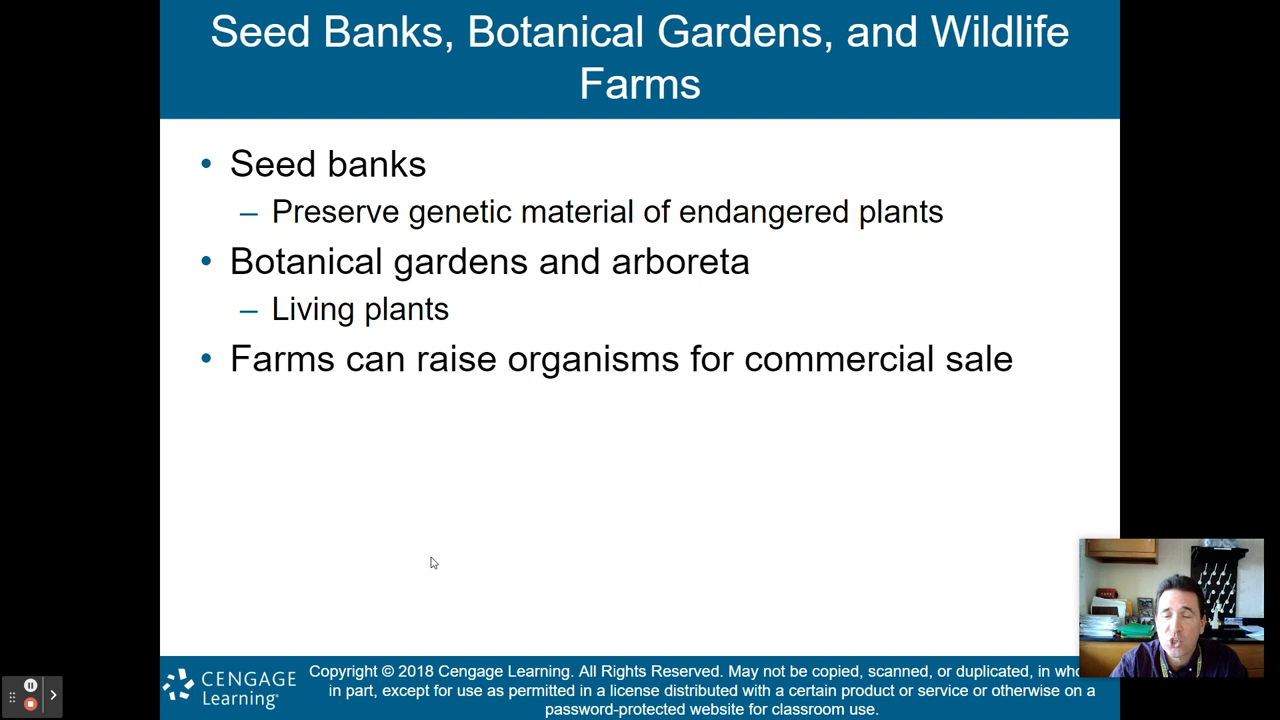 Seed Banks, Botanical Gardens, and Wildlife
Farms
• Seed banks
– Preserve genetic material of endangered plants
• Botanical gardens and arboreta
– Living plants
• Farms can raise organisms for commercial sale
CENGAGE
Learning®
Copyright © 2018 Cengage Learning. All Rights Reserved. May not be copied, scanned, or duplicated, in
in part, except for use as permitted in a license distributed with a certain product or service or otherwise on a
password-protected website for classroom use.